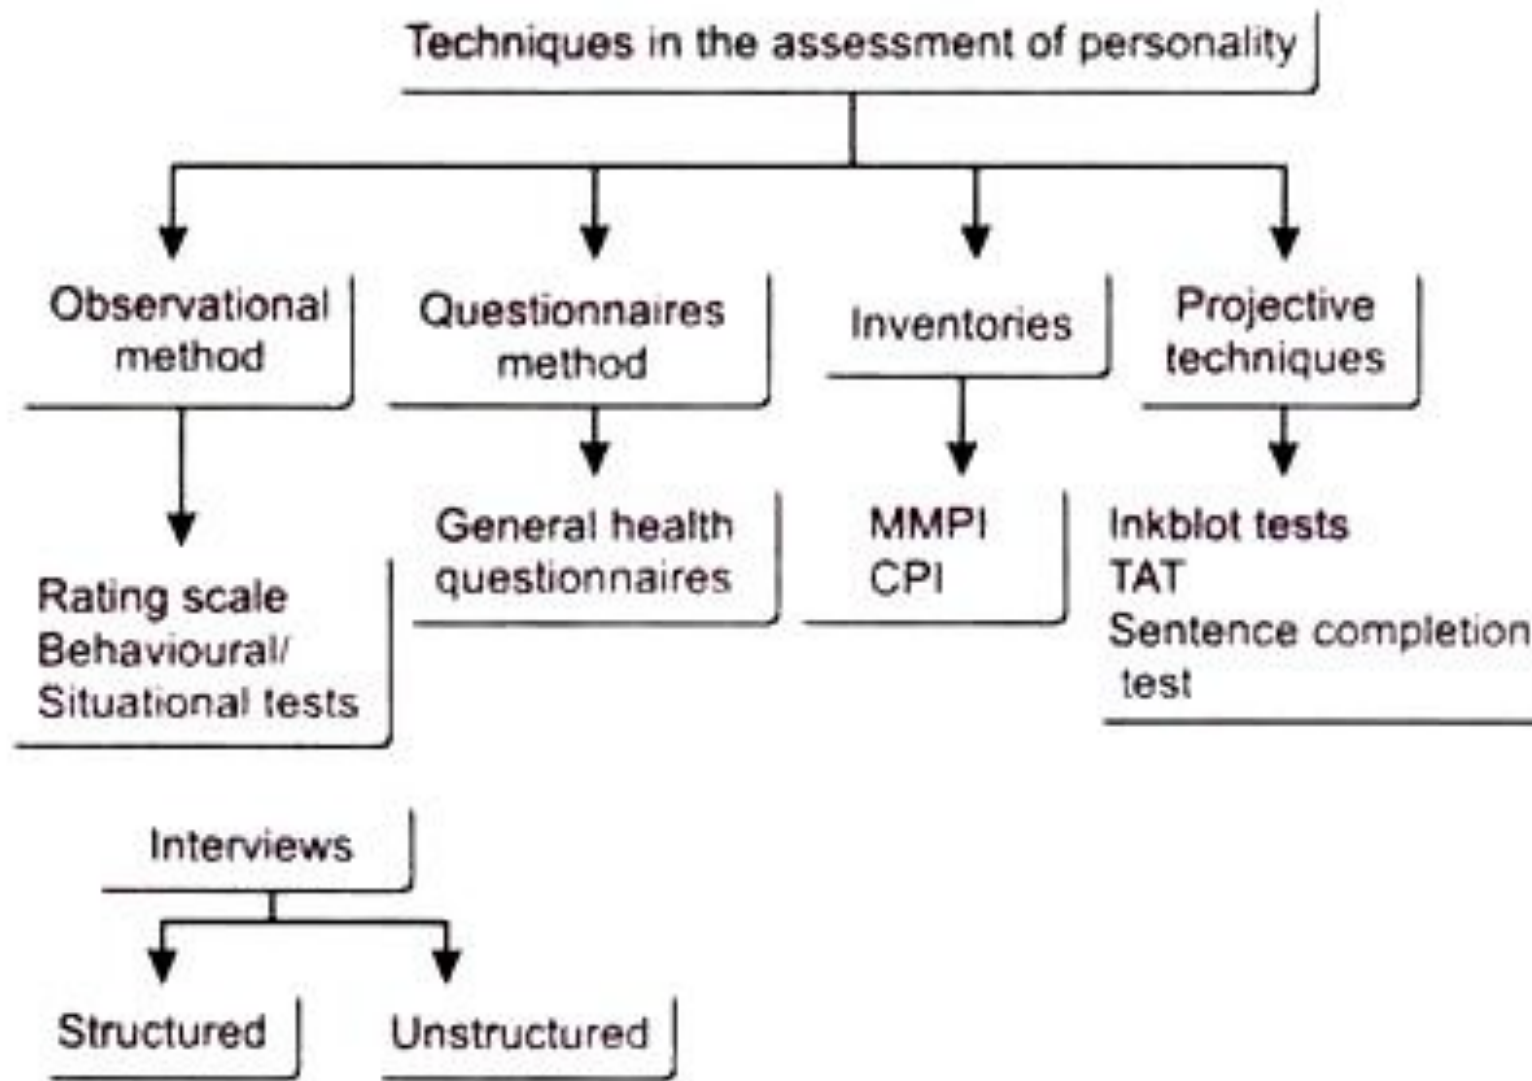 Techniques in the assessment of personality
Observational
method
Questionnaires
method
Inventories
Projective
techniques
Rating scale
Behavioural/
Situational tests
General health
questionnaires
MMPI
CPI
Inkblot tests
TAT
Sentence completion
test
Interviews
Structured
Unstructured